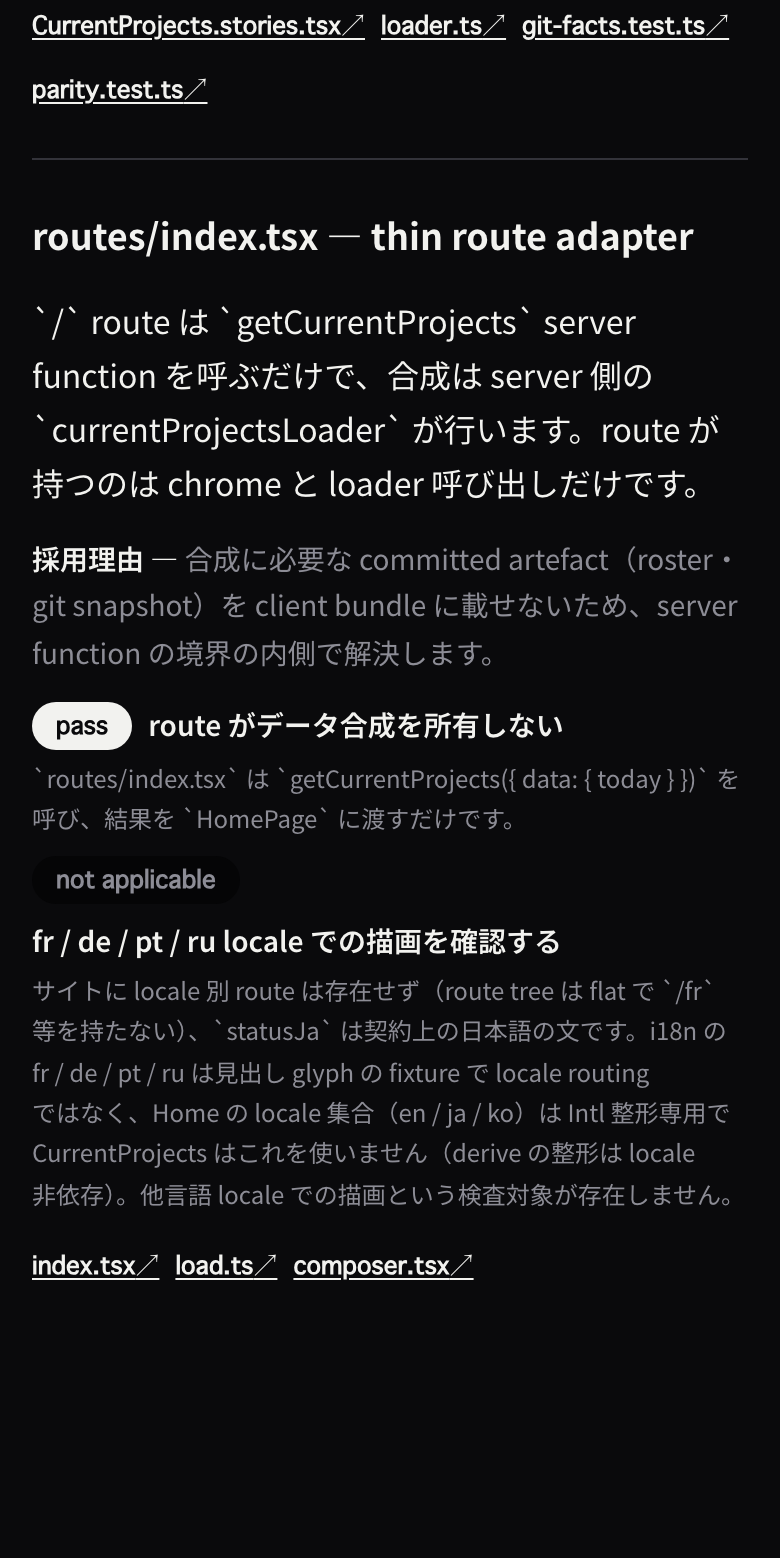 CurrentProjects.stories.tsx↗ loader.ts↗ git-facts.test.ts↗
parity.test.ts↗
routes/index.tsx — thin route adapter
`/` route は `getCurrentProjects` server
function を呼ぶだけで、合成は server 側の
`currentProjectsLoader` が行います。route が
持つのは chrome と loader 呼び出しだけです。
採用理由 — 合成に必要な committed artefact（roster・
git snapshot）を client bundle に載せないため、server
function の境界の内側で解決します。
pass route がデータ合成を所有しない
`routes/index.tsx` は `getCurrentProjects({ data: { today } })` を
呼び、結果を `HomePage` に渡すだけです。
not applicable
fr / de / pt / ru locale での描画を確認する
サイトに locale 別 route は存在せず（route tree は flat で `/fr`
等を持たない）、`statusJa` は契約上の日本語の文です。i18n の
fr / de / pt / ru は見出し glyph の fixture で locale routing
ではなく、Home の locale 集合（en / ja / ko）は Intl 整形専用で
CurrentProjects はこれを使いません（derive の整形は locale
非依存）。他言語 locale での描画という検査対象が存在しません。
index.tsx↗ load.ts↗ composer.tsx↗